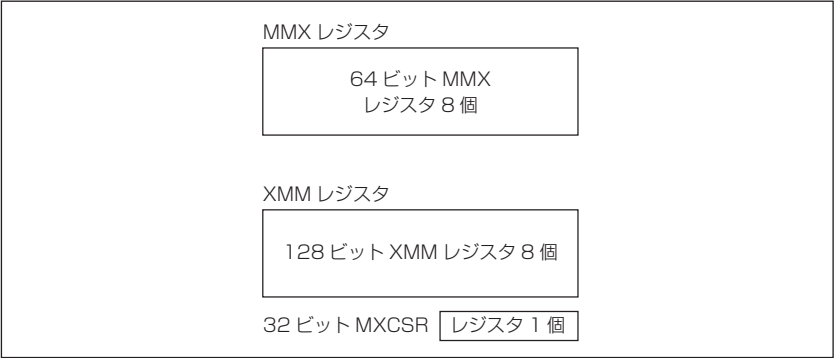 MMX レジスタ
64 ビット MMX
レジスタ 8 個
XMM レジスタ
128 ビット XMM レジスタ 8 個
32 ビット MXCSR レジスタ 1 個